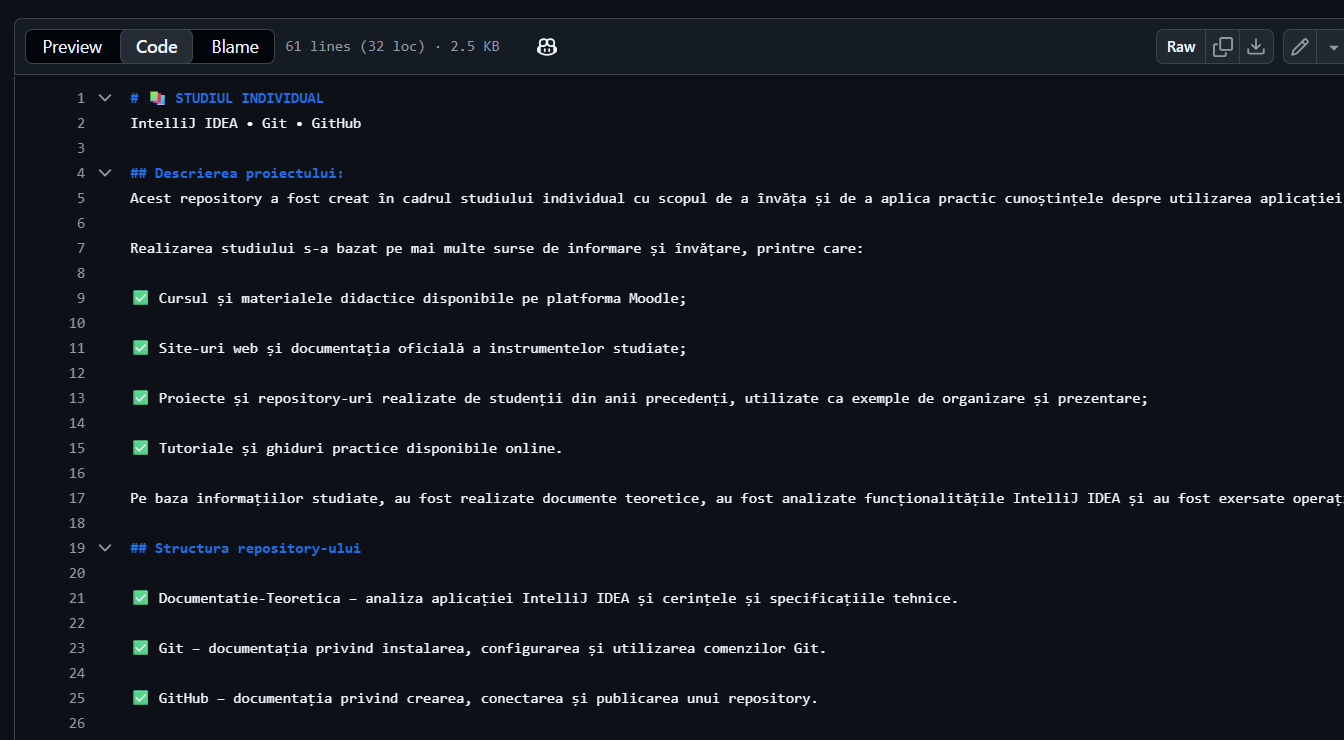 Preview Code Blame 61 lines (32 loc) · 2.5 KB Raw
1 # 📚 STUDIUL INDIVIDUAL
2 IntelliJ IDEA • Git • GitHub
3
4 ## Descrierea proiectului:
5 Acest repository a fost creat în cadrul studiului individual cu scopul de a învăța și de a aplica practic cunoștințele despre utilizarea aplicației
6
7 Realizarea studiului s-a bazat pe mai multe surse de informare și învățare, printre care:
8
9 ✅ Cursul și materialele didactice disponibile pe platforma Moodle;
10
11 ✅ Site-uri web și documentația oficială a instrumentelor studiate;
12
13 ✅ Proiecte și repository-uri realizate de studenții din anii precedenți, utilizate ca exemple de organizare și prezentare;
14
15 ✅ Tutoriale și ghiduri practice disponibile online.
16
17 Pe baza informațiilor studiate, au fost realizate documente teoretice, au fost analizate funcționalitățile IntelliJ IDEA și au fost exersate operaț
18
19 ## Structura repository-ului
20
21 ✅ Documentatie-Teoretica – analiza aplicației IntelliJ IDEA și cerințele și specificațiile tehnice.
22
23 ✅ Git – documentația privind instalarea, configurarea și utilizarea comenzilor Git.
24
25 ✅ GitHub – documentația privind crearea, conectarea și publicarea unui repository.
26